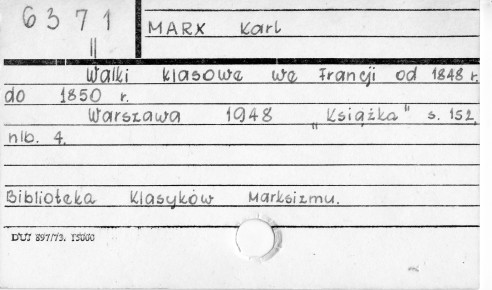 6371
II
MARX Karl
Walki klasowe we Francji od 1848 r.
do 1850 r.
Warszawa 1948 "Książka" s. 152,
nlb. 4.
Biblioteka Klasyków Marksizmu.
DUJ 897/73. 15000